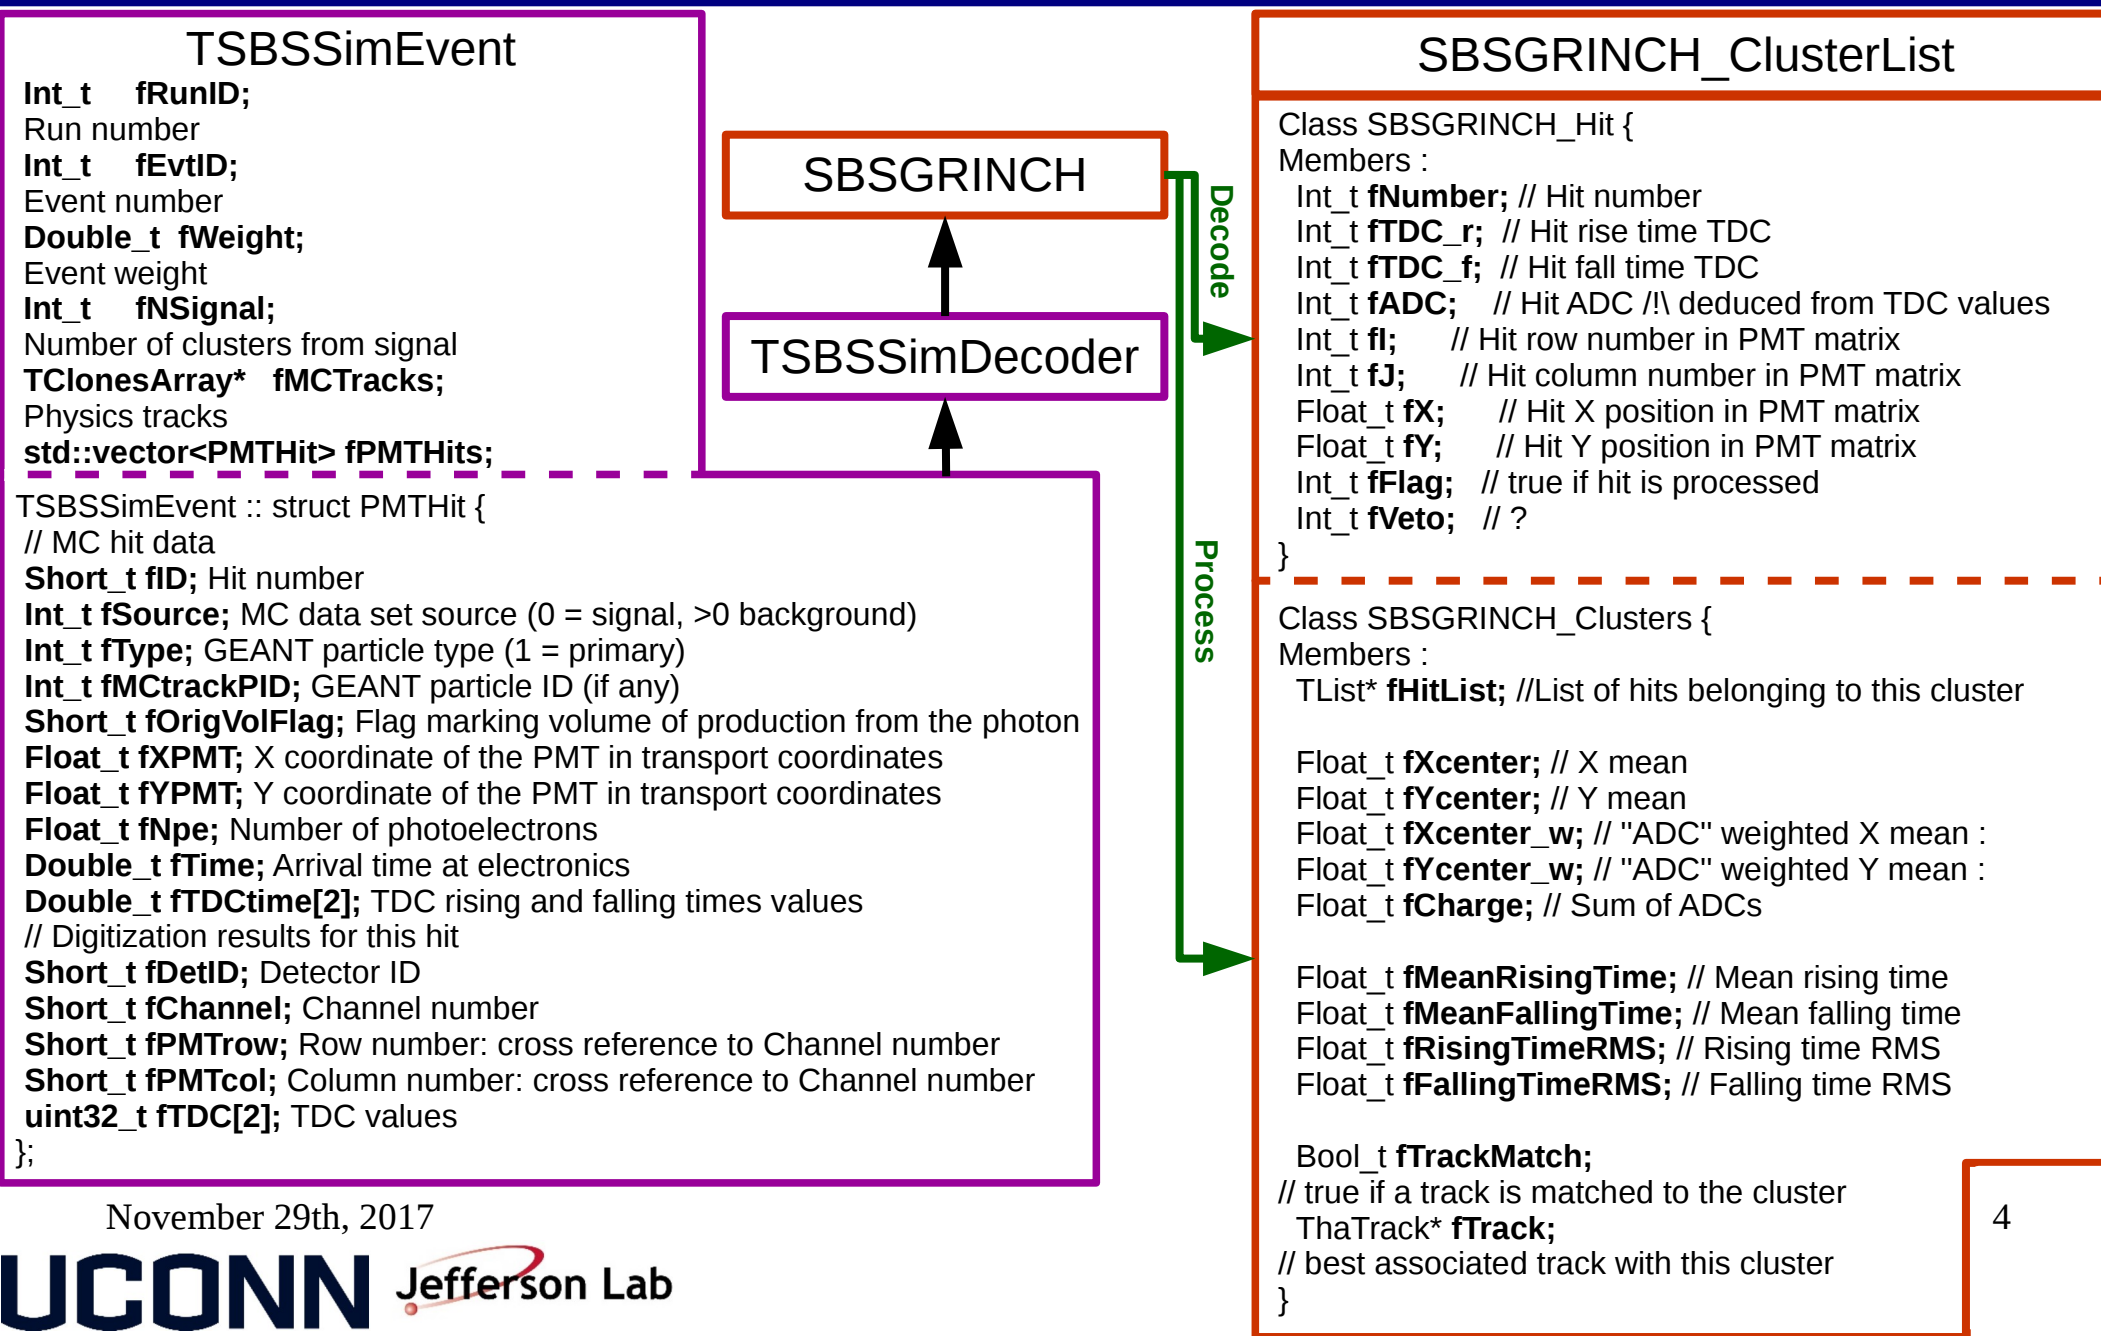 TSBSSimEvent
Int_t fRunID;
Run number
Int_t fEvtID;
Event number
Double_t fWeight;
Event weight
Int_t fNSignal;
Number of clusters from signal
TClonesArray* fMCTracks;
Physics tracks
std::vector<PMTHit> fPMTHits;
TSBSSimEvent :: struct PMTHit {
// MC hit data
Short_t fID; Hit number
Int_t fSource; MC data set source (0 = signal, >0 background)
Int_t fType; GEANT particle type (1 = primary)
Int_t fMCtrackPID; GEANT particle ID (if any)
Short_t fOrigVolFlag; Flag marking volume of production from the photon
Float_t fXPMT; X coordinate of the PMT in transport coordinates
Float_t fYPMT; Y coordinate of the PMT in transport coordinates
Float_t fNpe; Number of photoelectrons
Double_t fTime; Arrival time at electronics
Double_t fTDCtime[2]; TDC rising and falling times values
// Digitization results for this hit
Short_t fDetID; Detector ID
Short_t fChannel; Channel number
Short_t fPMTrow; Row number: cross reference to Channel number
Short_t fPMTcol; Column number: cross reference to Channel number
uint32_t fTDC[2]; TDC values
};
SBSGRINCH
TSBSSimDecoder
Decode
Process
SBSGRINCH_ClusterList
Class SBSGRINCH_Hit {
Members :
Int_t fNumber; // Hit number
Int_t fTDC_r; // Hit rise time TDC
Int_t fTDC_f; // Hit fall time TDC
Int_t fADC; // Hit ADC /!\ deduced from TDC values
Int_t fI; // Hit row number in PMT matrix
Int_t fJ; // Hit column number in PMT matrix
Float_t fX; // Hit X position in PMT matrix
Float_t fY; // Hit Y position in PMT matrix
Int_t fFlag; // true if hit is processed
Int_t fVeto; // ?
}
Class SBSGRINCH_Clusters {
Members :
TList* fHitList; //List of hits belonging to this cluster
Float_t fXcenter; // X mean
Float_t fYcenter; // Y mean
Float_t fXcenter_w; // "ADC" weighted X mean :
Float_t fYcenter_w; // "ADC" weighted Y mean :
Float_t fCharge; // Sum of ADCs
Float_t fMeanRisingTime; // Mean rising time
Float_t fMeanFallingTime; // Mean falling time
Float_t fRisingTimeRMS; // Rising time RMS
Float_t fFallingTimeRMS; // Falling time RMS
Bool_t fTrackMatch;
// true if a track is matched to the cluster
ThaTrack* fTrack;
// best associated track with this cluster
}
November 29th, 2017
4
UCONN
Jefferson Lab